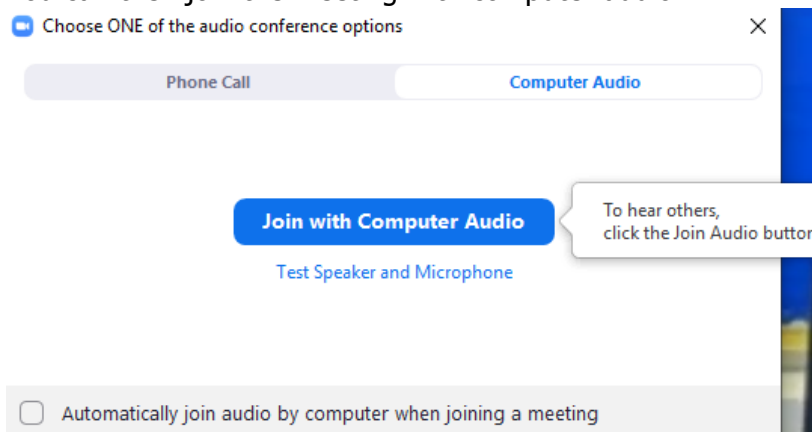 Choose ONE of the audio conference options
Phone Call
Computer Audio
Join with Computer Audio
To hear others,
click the Join Audio button
Test Speaker and Microphone
Automatically join audio by computer when joining a meeting